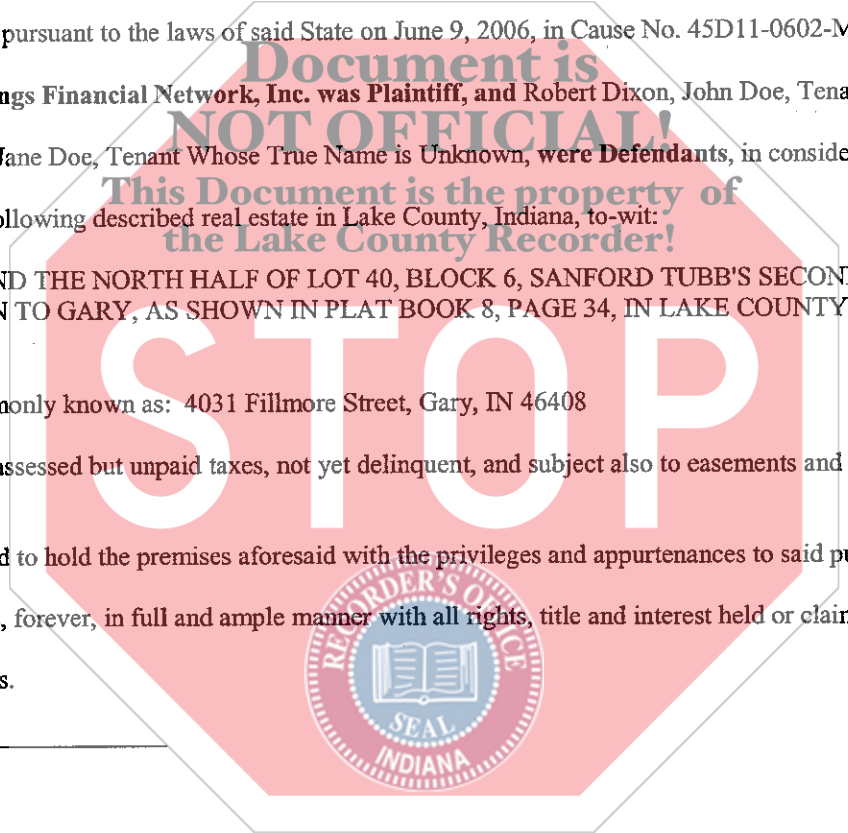 pursuant to the laws of said State on June 9, 2006, in Cause No. 45D11-0602-M
Document is
ngs Financial Network, Inc. was Plaintiff, and Robert Dixon, John Doe, Tena
NOT OFFICIAL!
Jane Doe, Tenant Whose True Name is Unknown, were Defendants, in conside
This Document is the property of
ollowing described real estate in Lake County, Indiana, to-wit:
the Lake County Recorder!
ND THE NORTH HALF OF LOT 40, BLOCK 6, SANFORD TUBB'S SECON
N TO GARY, AS SHOWN IN PLAT BOOK 8, PAGE 34, IN LAKE COUNTY
STOP
monly known as: 4031 Fillmore Street, Gary, IN 46408
assessed but unpaid taxes, not yet delinquent, and subject also to easements and
d to hold the premises aforesaid with the privileges and appurtenances to said pu
, forever, in full and ample manner with all rights, title and interest held or clain
s.
RECORDER'S OFFICE
SEAL
INDIANA